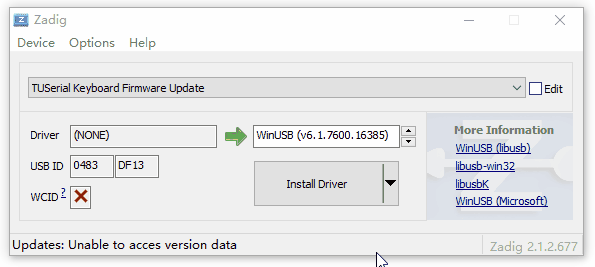 Zadig
Device Options Help
TUSerial Keyboard Firmware Update
Edit
Driver (NONE) WinUSB (v6.1.7600.16385)
USB ID 0483 DF13
WCID ?
Install Driver
More Information
WinUSB (libusb)
libusb-win32
libusbK
WinUSB (Microsoft)
Updates: Unable to acces version data
Zadig 2.1.2.677